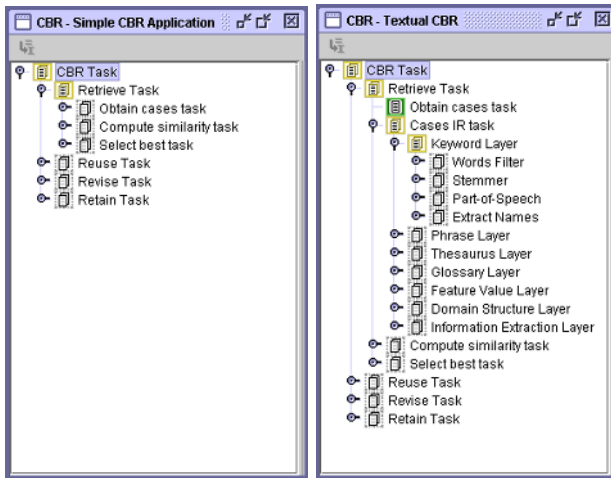 CBR - Simple CBR Application
CBR Task
Retrieve Task
Obtain cases task
Compute similarity task
Select best task
Reuse Task
Revise Task
Retain Task
CBR - Textual CBR
CBR Task
Retrieve Task
Obtain cases task
Cases IR task
Keyword Layer
Words Filter
Stemmer
Part-of-Speech
Extract Names
Phrase Layer
Thesaurus Layer
Glossary Layer
Feature Value Layer
Domain Structure Layer
Information Extraction Layer
Compute similarity task
Select best task
Reuse Task
Revise Task
Retain Task